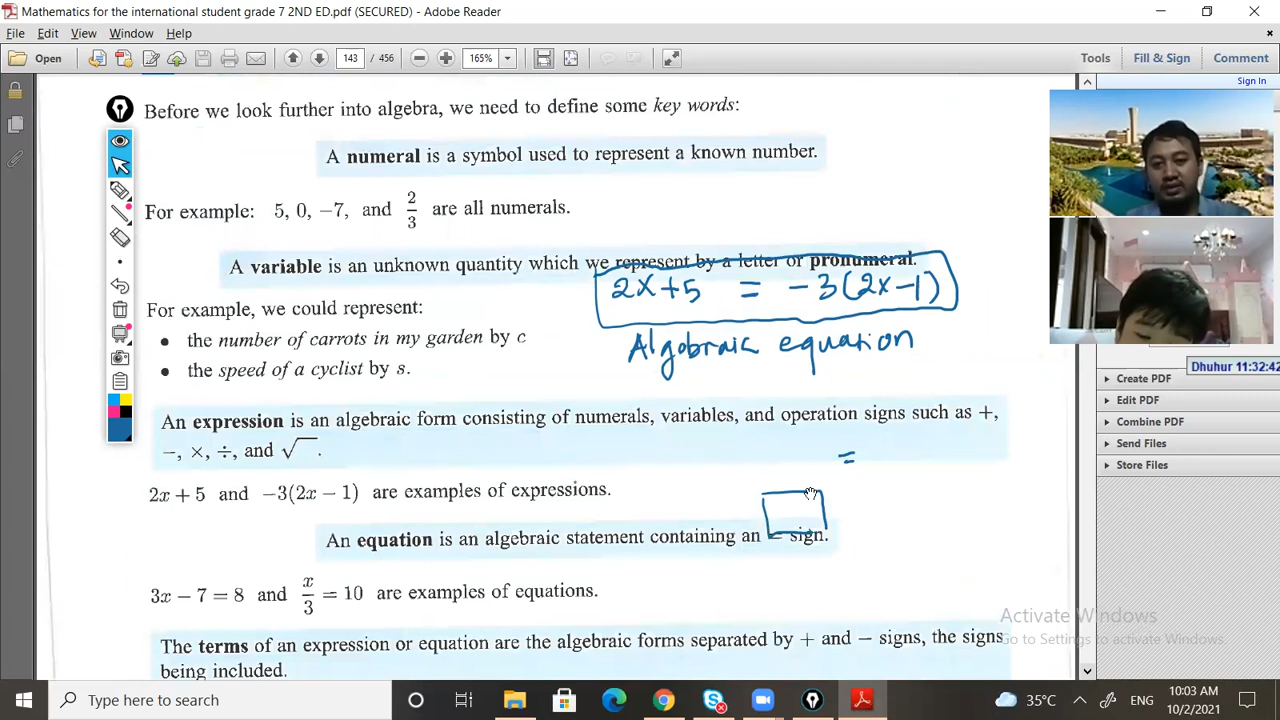 Mathematics for the international student grade 7 2ND ED.pdf (SECURED) - Adobe Reader
File Edit View Window Help
Open 143 / 456 165% Tools Fill & Sign Comment
Sign In
Before we look further into algebra, we need to define some key words:
A numeral is a symbol used to represent a known number.
For example: 5, 0, −7, and 2/3 are all numerals.
A variable is an unknown quantity which we represent by a letter or pronumeral.
2x+5 = -3(2x-1)
For example, we could represent:
• the number of carrots in my garden by c
Algebraic equation
• the speed of a cyclist by s.
Dhuhur 11:32:42
Create PDF
Export PDF
Combine PDF
Send Files
Store Files
An expression is an algebraic form consisting of numerals, variables, and operation signs such as +,
−, ×, ÷, and √ .
=
2x + 5 and −3(2x − 1) are examples of expressions.
An equation is an algebraic statement containing an = sign.
3x − 7 = 8 and x/3 = 10 are examples of equations.
Activate Windows
Go to Settings to activate Windows.
The terms of an expression or equation are the algebraic forms separated by + and − signs, the signs
being included.
Type here to search
35°C ENG 10:03 AM
10/2/2021